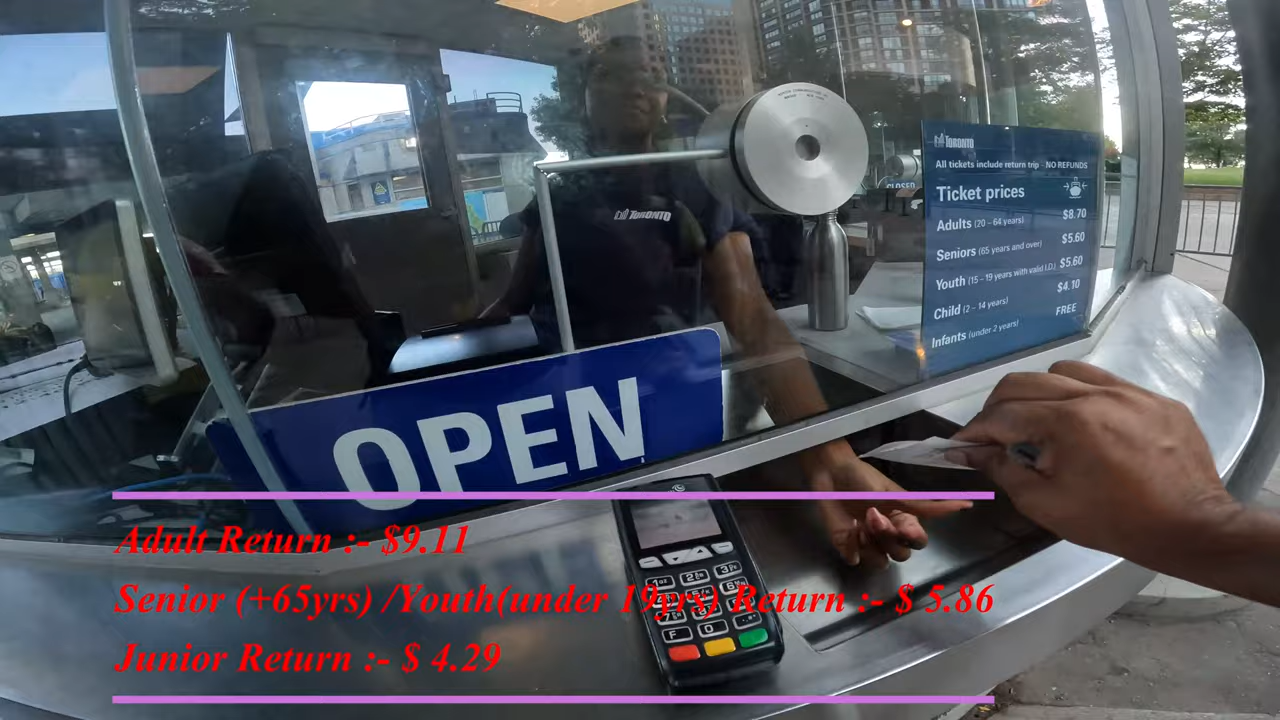 TORONTO
All tickets include return trip - NO REFUNDS
Ticket prices
Adults (20 – 64 years) $8.70
Seniors (65 years and over) $5.60
Youth (15 – 19 years with valid I.D.) $5.60
Child (2 – 14 years) $4.10
Infants (under 2 years) FREE
CLOSED
TORONTO
OPEN
Adult Return :- $9.11
Senior (+65yrs) /Youth(under 19yrs) Return :- $ 5.86
Junior Return :- $ 4.29